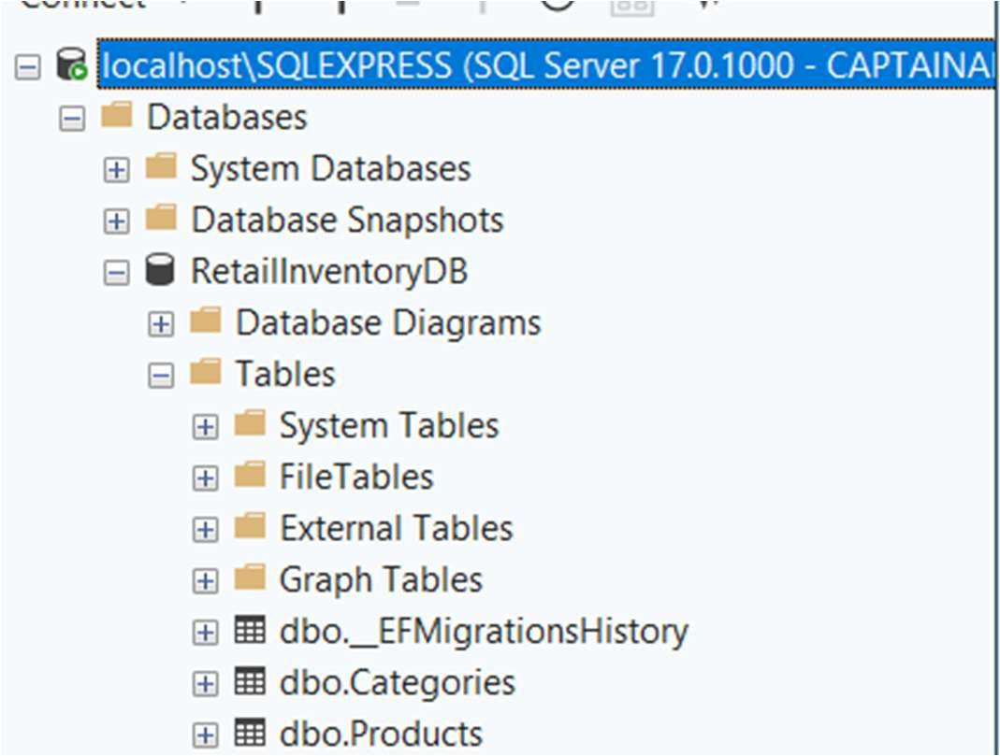 Connect
localhost\SQLEXPRESS (SQL Server 17.0.1000 - CAPTAINA
Databases
System Databases
Database Snapshots
RetailInventoryDB
Database Diagrams
Tables
System Tables
FileTables
External Tables
Graph Tables
dbo.__EFMigrationsHistory
dbo.Categories
dbo.Products